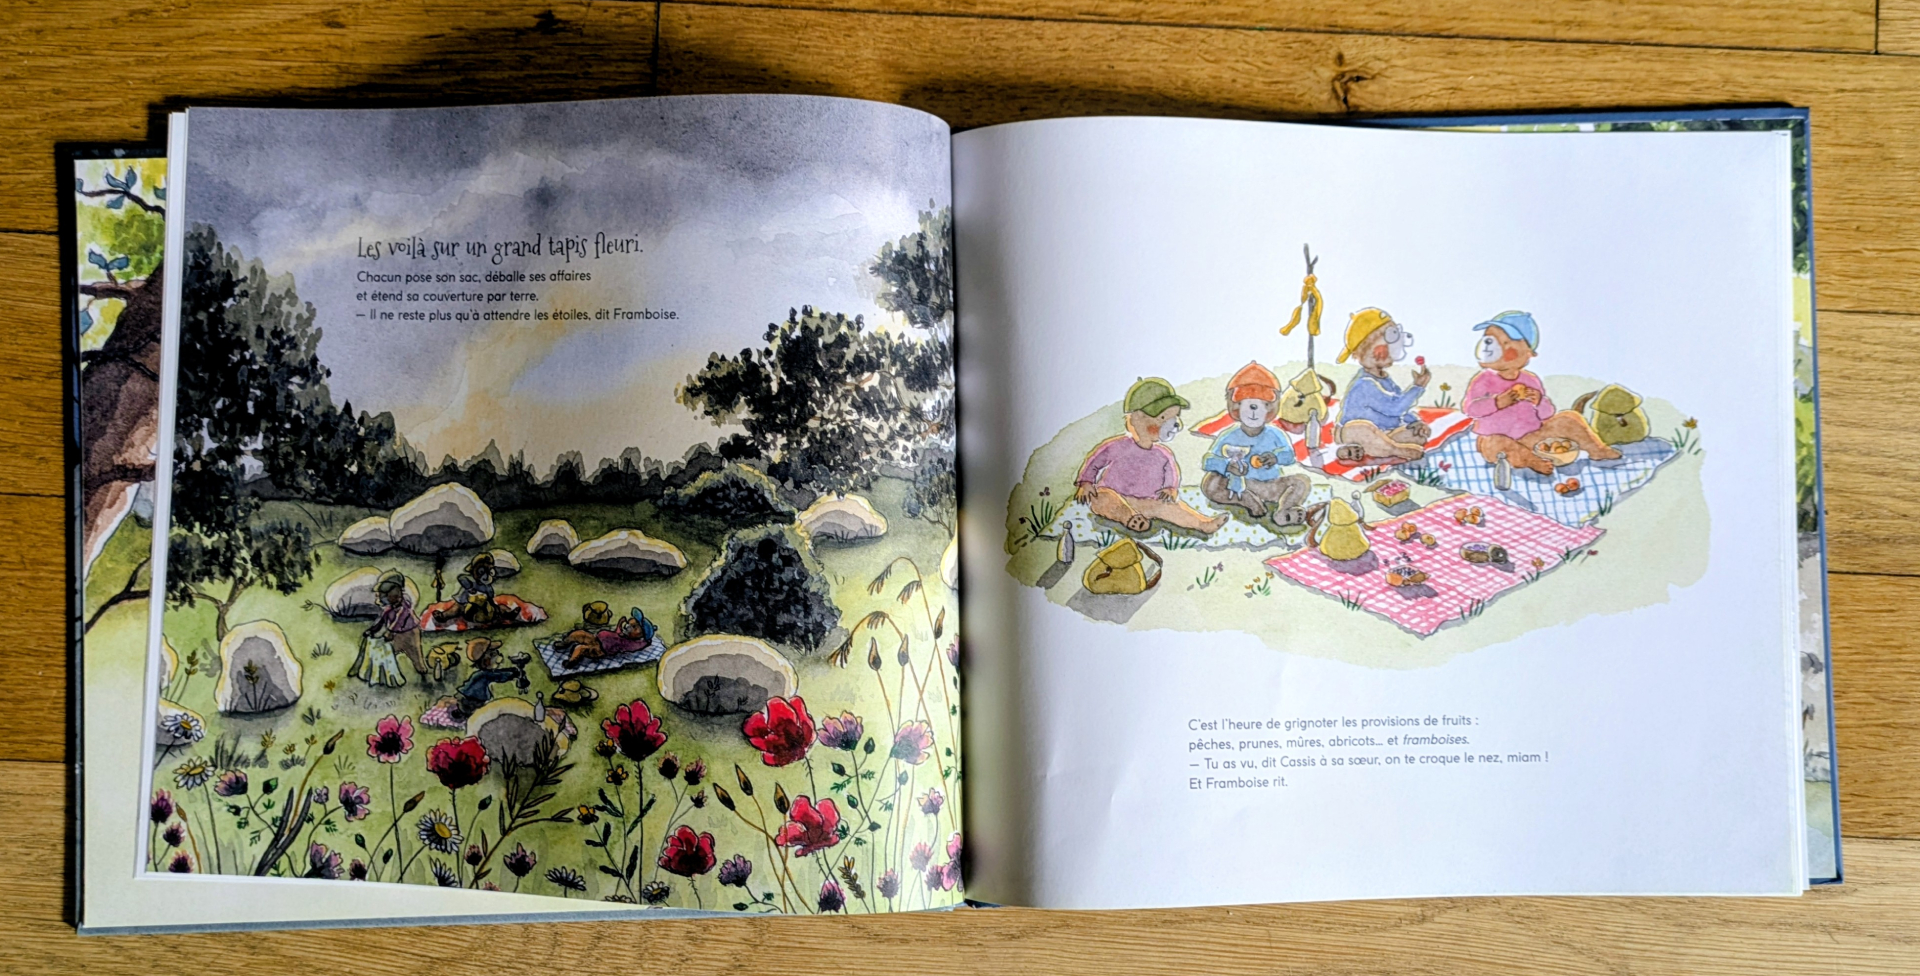 Les voilà sur un grand tapis fleuri.
Chacun pose son sac, déballe ses affaires
et étend sa couverture par terre.
– Il ne reste plus qu'à attendre les étoiles, dit Framboise.
C'est l'heure de grignoter les provisions de fruits :
pêches, prunes, mûres, abricots... et framboises.
– Tu as vu, dit Cassis à sa sœur, on te croque le nez, miam !
Et Framboise rit.